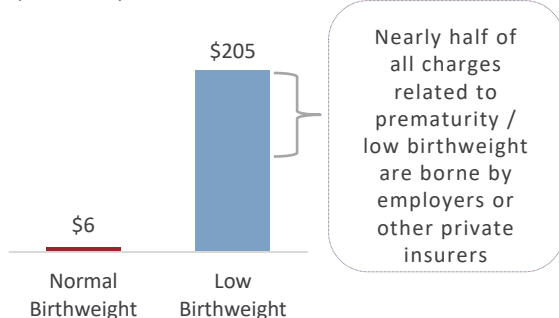 $205
$6
Normal
Birthweight
Low
Birthweight
Nearly half of
all charges
related to
prematurity /
low birthweight
are borne by
employers or
other private
insurers